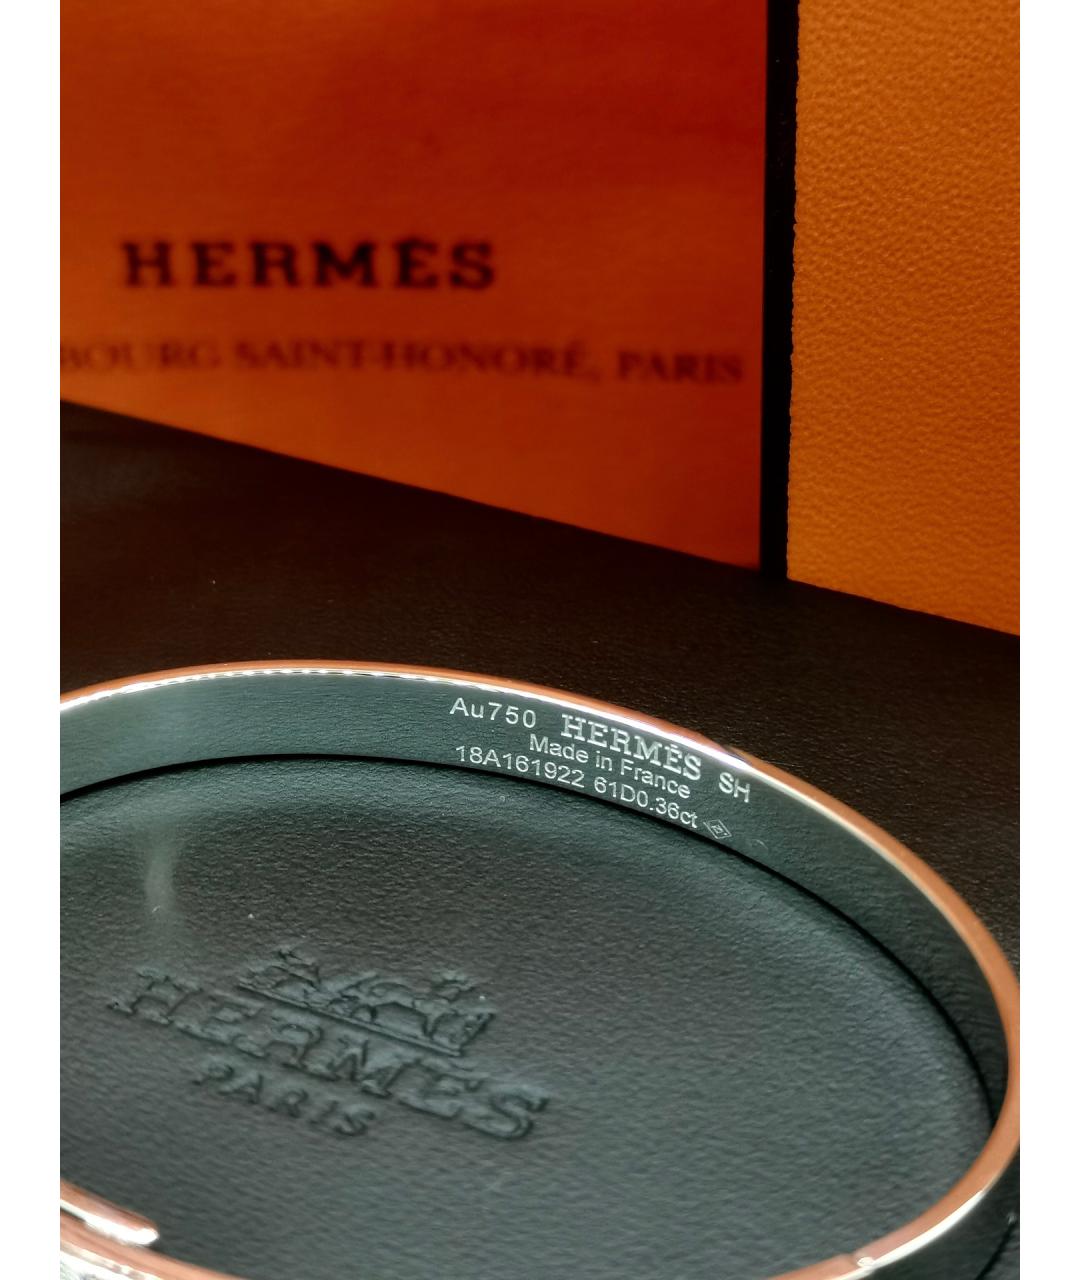 HERMÈS
BOURG SAINT-HONORÉ, PARIS
Au750 HERMÈS SH
Made in France
18A161922 61D0.36ct
HERMÈS
PARIS